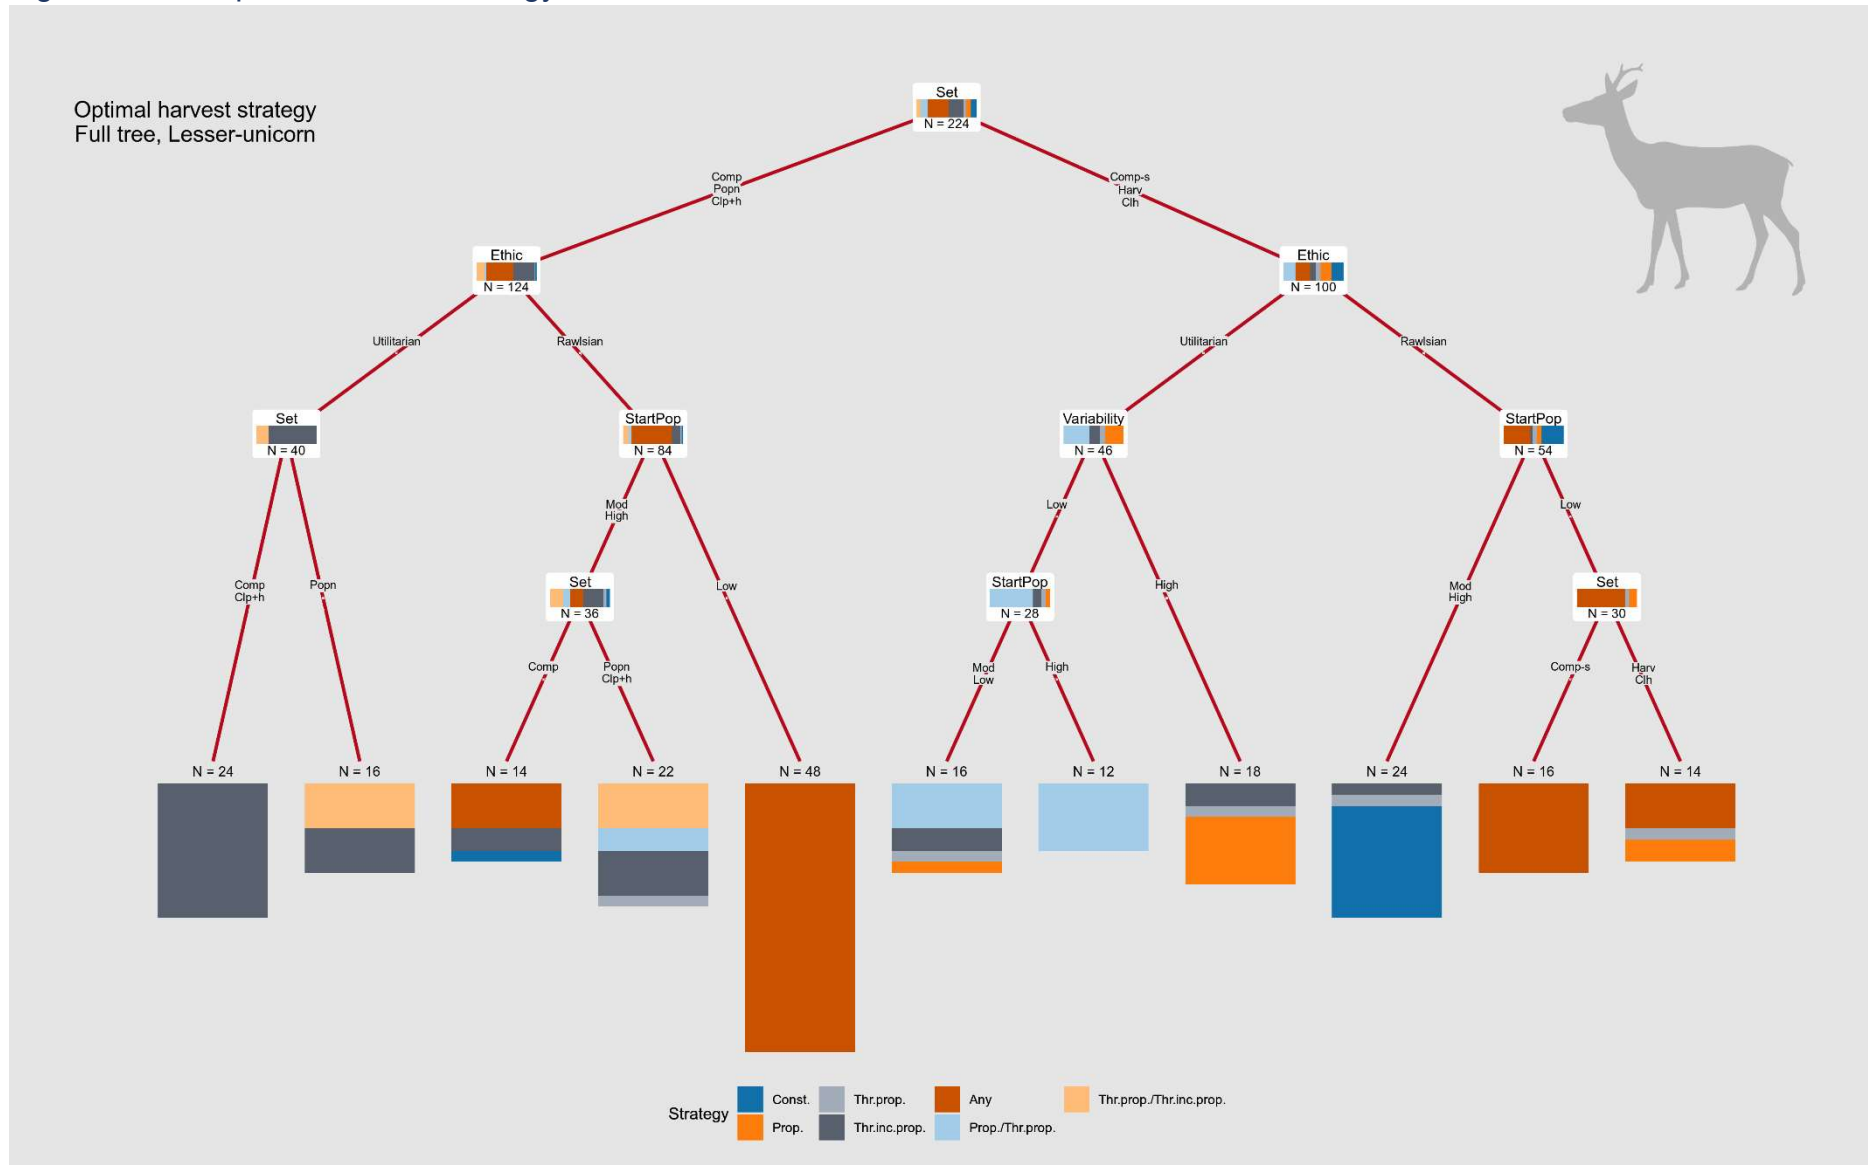 Optimal harvest strategy
Full tree, Lesser-unicorn
Set
N = 224
Comp
Popn
Clp+h
Comp-s
Harv
Clh
Ethic
N = 124
Ethic
N = 100
Utilitarian
Rawlsian
Utilitarian
Rawlsian
Set
N = 40
StartPop
N = 84
Variability
N = 46
StartPop
N = 54
Mod
High
Low
Low
Comp
Clp+h
Popn
Set
N = 36
Low
StartPop
N = 28
High
Mod
High
Set
N = 30
Comp
Popn
Clp+h
Mod
Low
High
Comp-s
Harv
Clh
N = 24
N = 16
N = 14
N = 22
N = 48
N = 16
N = 12
N = 18
N = 24
N = 16
N = 14
Strategy
Const.
Thr.prop.
Any
Thr.prop./Thr.inc.prop.
Prop.
Thr.inc.prop.
Prop./Thr.prop.